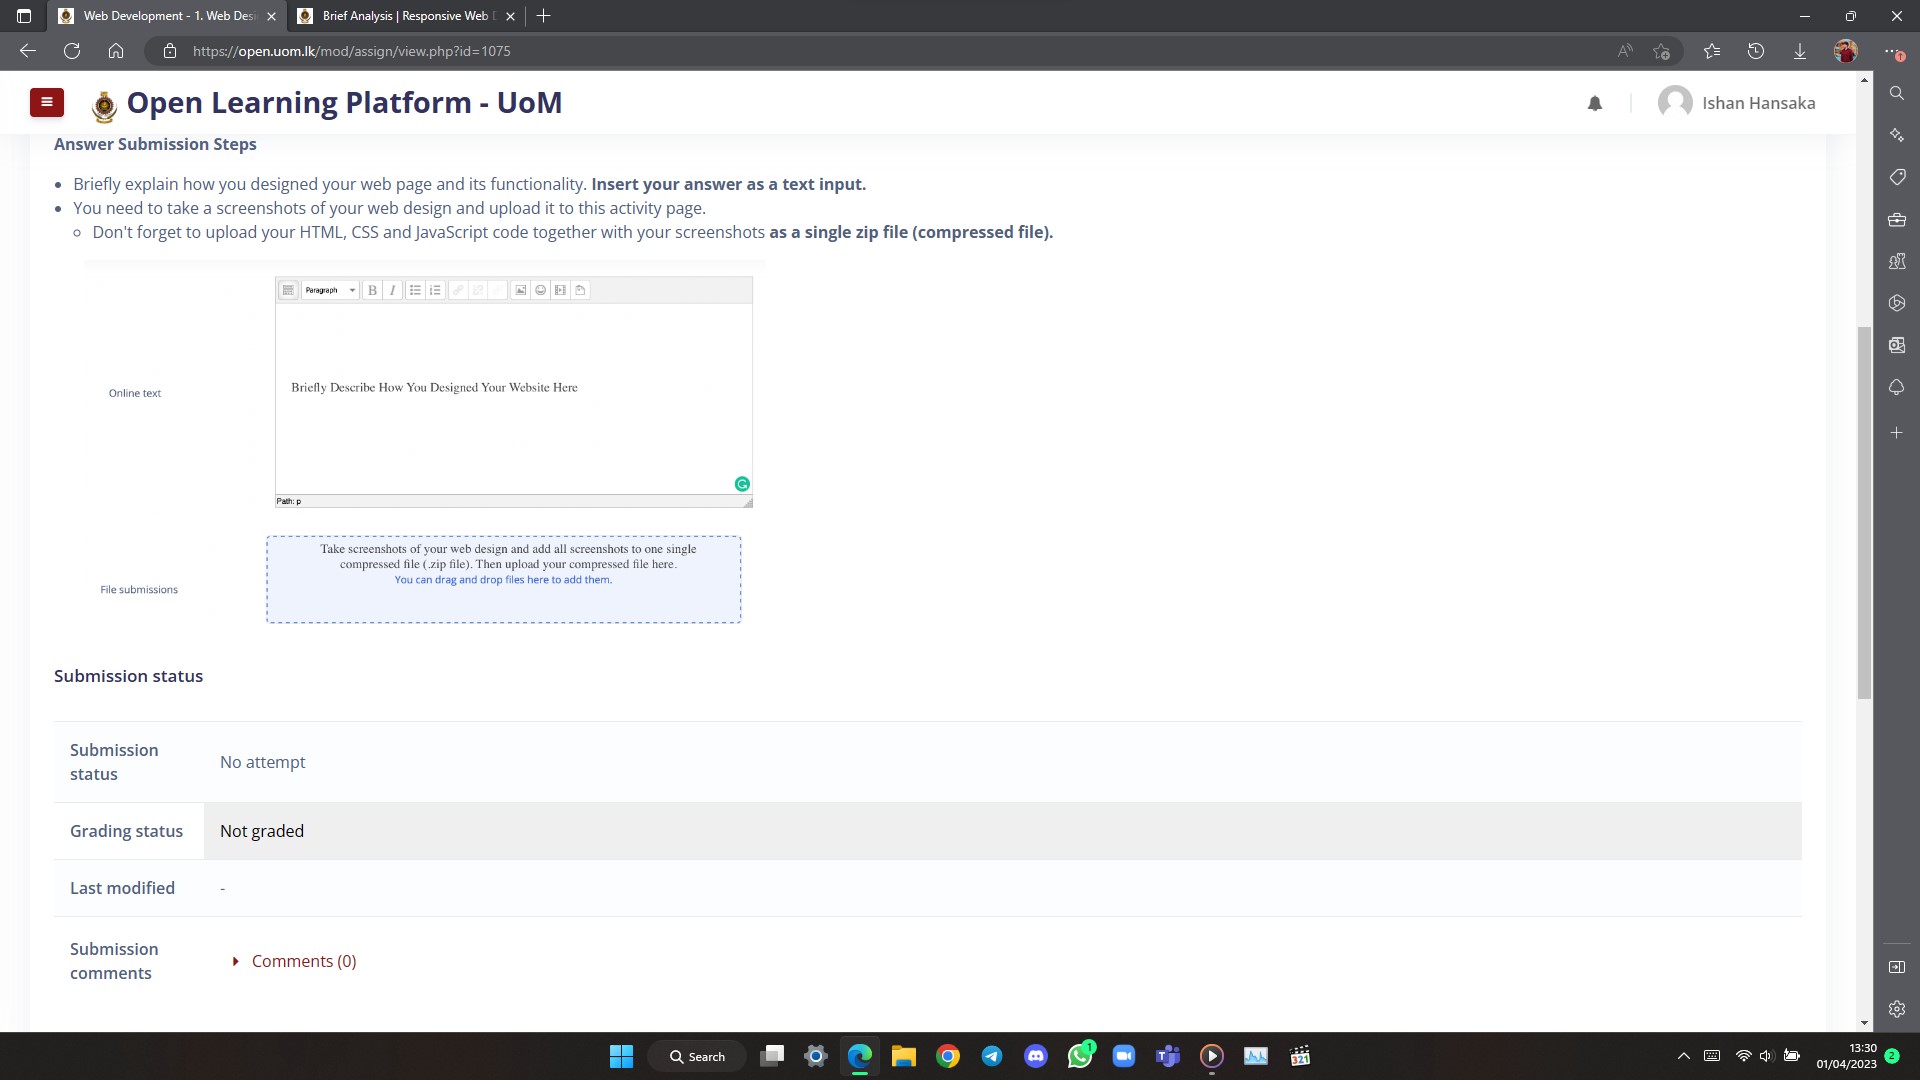 Web Development - 1. Web Des
Brief Analysis | Responsive Web
https://open.uom.lk/mod/assign/view.php?id=1075
Open Learning Platform - UoM
Ishan Hansaka
Answer Submission Steps
Briefly explain how you designed your web page and its functionality. Insert your answer as a text input.
You need to take a screenshots of your web design and upload it to this activity page.
Don't forget to upload your HTML, CSS and JavaScript code together with your screenshots as a single zip file (compressed file).
Paragraph B I
Briefly Describe How You Designed Your Website Here
Online text
Path: p
Take screenshots of your web design and add all screenshots to one single
compressed file (.zip file). Then upload your compressed file here.
You can drag and drop files here to add them.
File submissions
Submission status
Submission
status
No attempt
Grading status
Not graded
Last modified
-
Submission
comments
Comments (0)
Search
1
321
13:30
01/04/2023
2